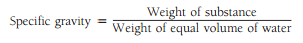 Specific gravity = Weight of substance
Weight of equal volume of water